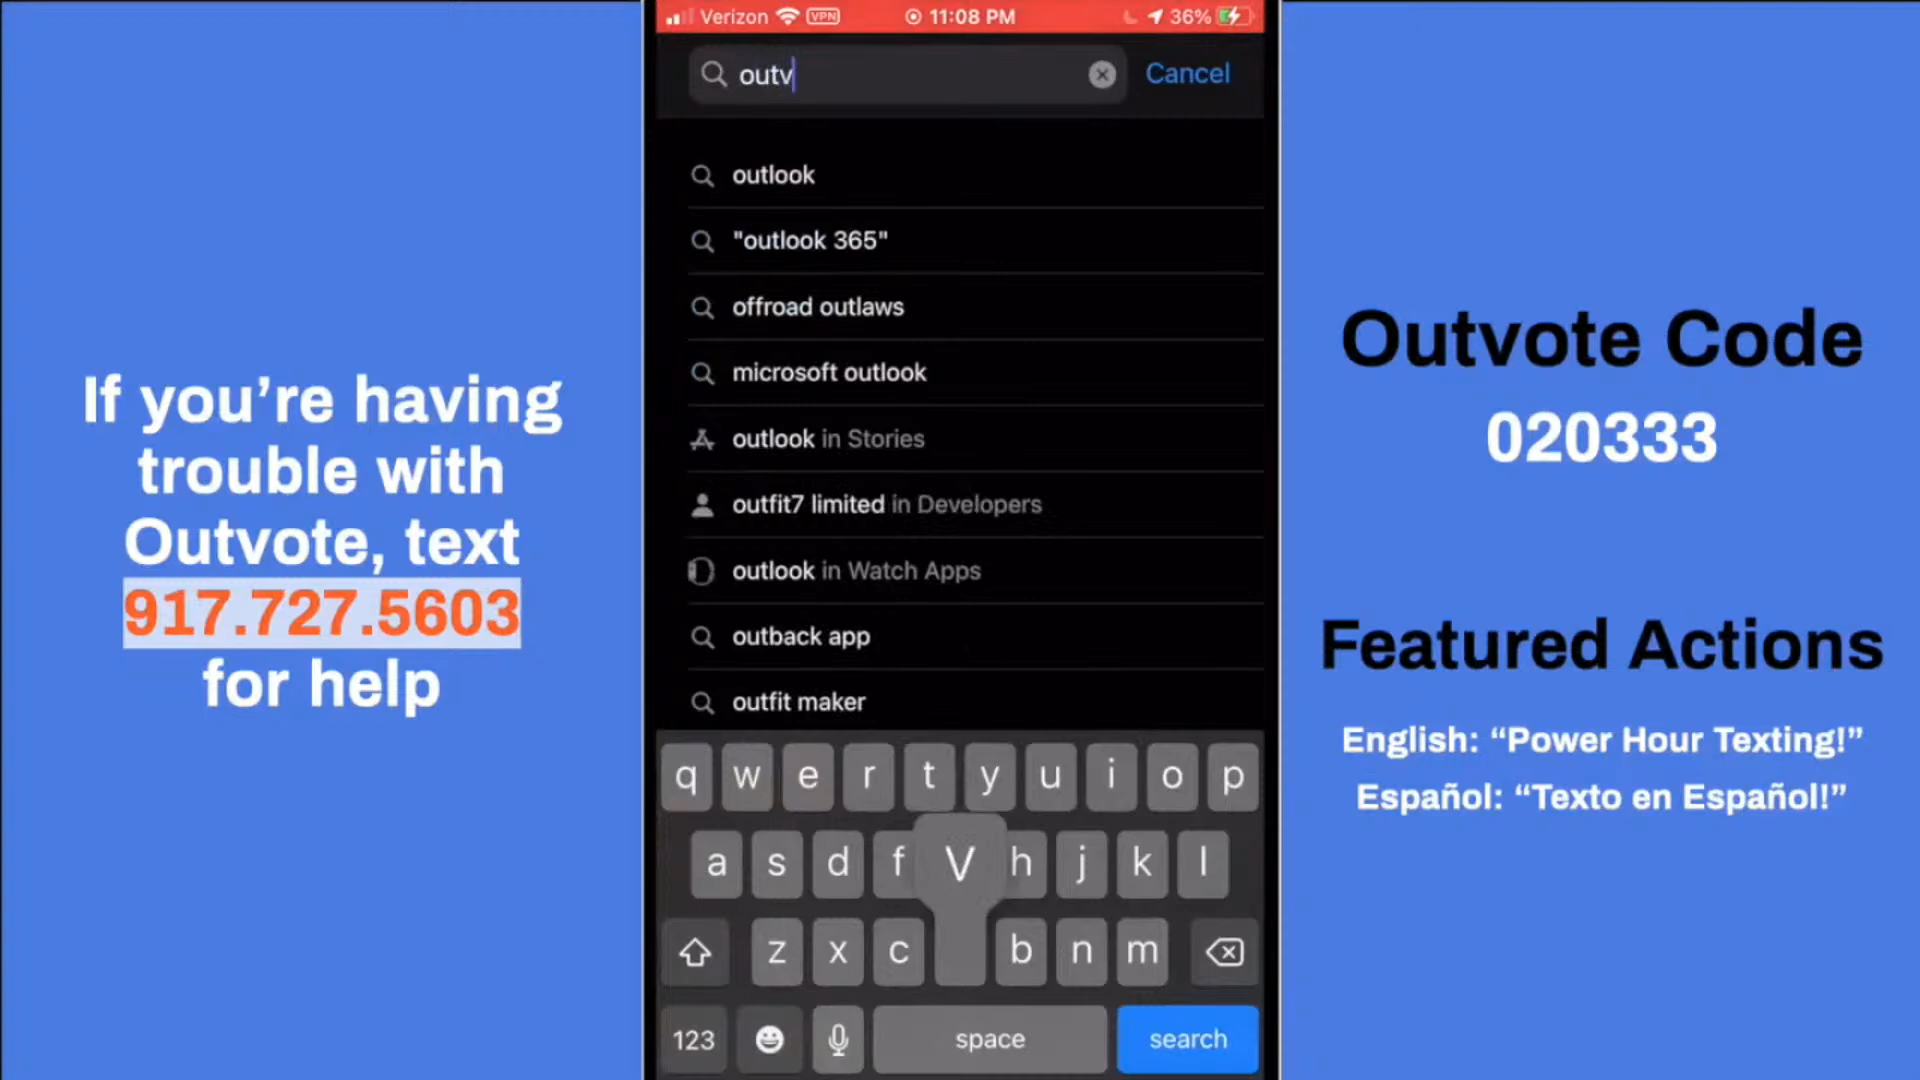 If you're having
trouble with
Outvote, text
917.727.5603
for help
Verizon VPN 11:08 PM 36%
outv Cancel
outlook
"outlook 365"
offroad outlaws
microsoft outlook
outlook in Stories
outfit7 limited in Developers
outlook in Watch Apps
outback app
outfit maker
q w e r t y u i o p
a s d f V h j k l
z x c b n m
123 space search
Outvote Code
020333
Featured Actions
English: “Power Hour Texting!”
Español: “Texto en Español!”